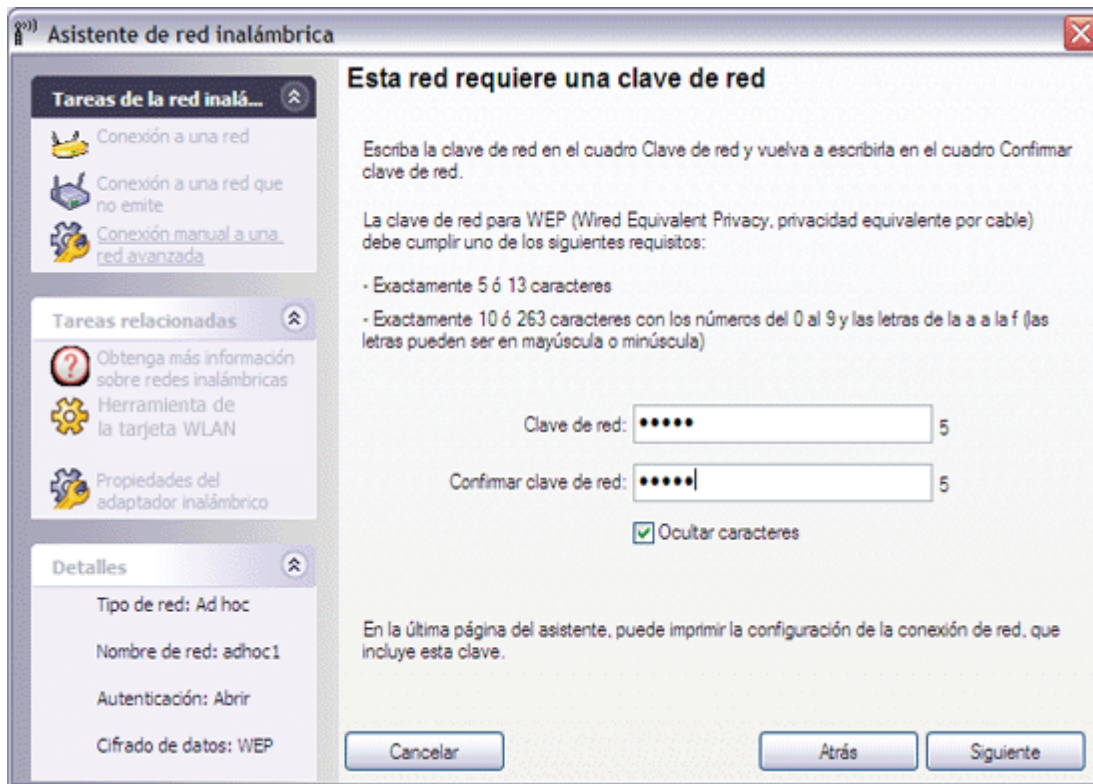 Asistente de red inalámbrica
Tareas de la red inalá...
Conexión a una red
Conexión a una red que
no emite
Conexión manual a una
red avanzada
Tareas relacionadas
Obtenga más información
sobre redes inalámbricas
Herramienta de
la tarjeta WLAN
Propiedades del
adaptador inalámbrico
Detalles
Tipo de red: Ad hoc
Nombre de red: adhoc1
Autenticación: Abrir
Cifrado de datos: WEP
Esta red requiere una clave de red
Escriba la clave de red en el cuadro Clave de red y vuelva a escribirla en el cuadro Confirmar
clave de red.
La clave de red para WEP (Wired Equivalent Privacy, privacidad equivalente por cable)
debe cumplir uno de los siguientes requisitos:
- Exactamente 5 ó 13 caracteres
- Exactamente 10 ó 263 caracteres con los números del 0 al 9 y las letras de la a a la f (las
letras pueden ser en mayúscula o minúscula)
Clave de red: ••••• 5
Confirmar clave de red: ••••• 5
Ocultar caracteres
En la última página del asistente, puede imprimir la configuración de la conexión de red, que
incluye esta clave.
Cancelar Atrás Siguiente